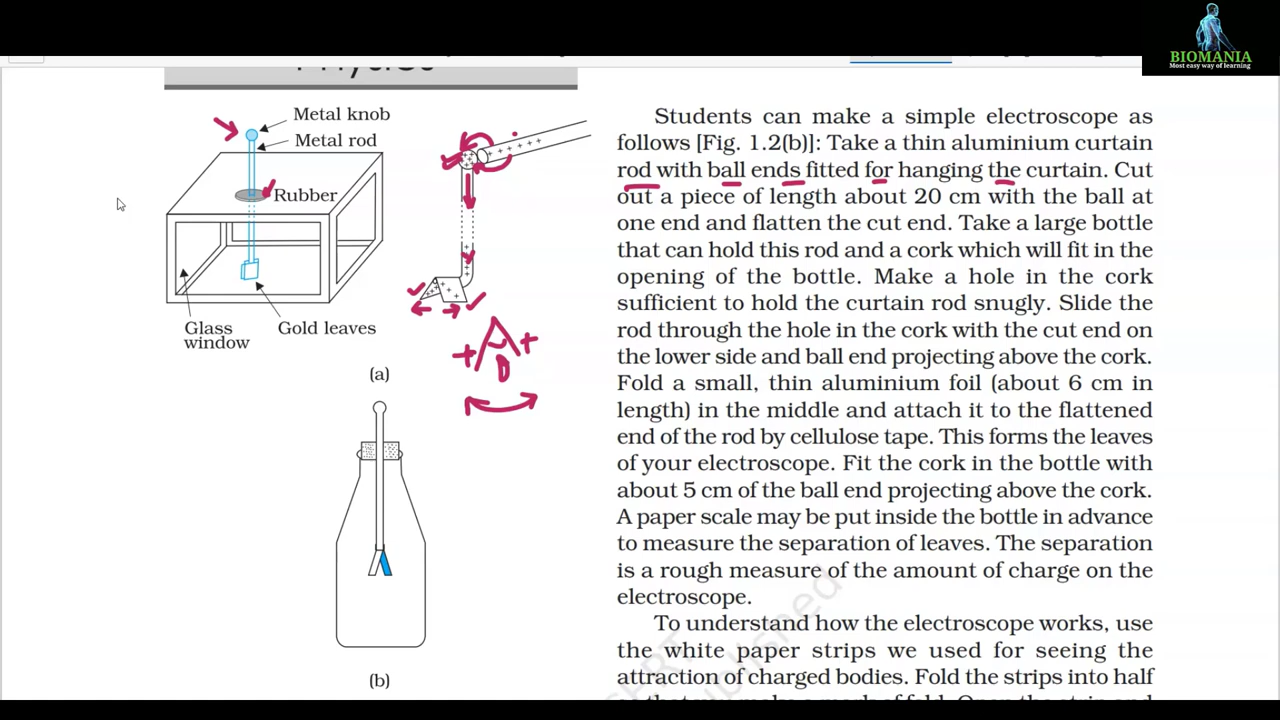 BIOMANIA
Most easy way of learning
Physics
Metal knob
Metal rod
Rubber
Glass
window
Gold leaves
(a)
(b)
Students can make a simple electroscope as
follows [Fig. 1.2(b)]: Take a thin aluminium curtain
rod with ball ends fitted for hanging the curtain. Cut
out a piece of length about 20 cm with the ball at
one end and flatten the cut end. Take a large bottle
that can hold this rod and a cork which will fit in the
opening of the bottle. Make a hole in the cork
sufficient to hold the curtain rod snugly. Slide the
rod through the hole in the cork with the cut end on
the lower side and ball end projecting above the cork.
Fold a small, thin aluminium foil (about 6 cm in
length) in the middle and attach it to the flattened
end of the rod by cellulose tape. This forms the leaves
of your electroscope. Fit the cork in the bottle with
about 5 cm of the ball end projecting above the cork.
A paper scale may be put inside the bottle in advance
to measure the separation of leaves. The separation
is a rough measure of the amount of charge on the
electroscope.
To understand how the electroscope works, use
the white paper strips we used for seeing the
attraction of charged bodies. Fold the strips into half